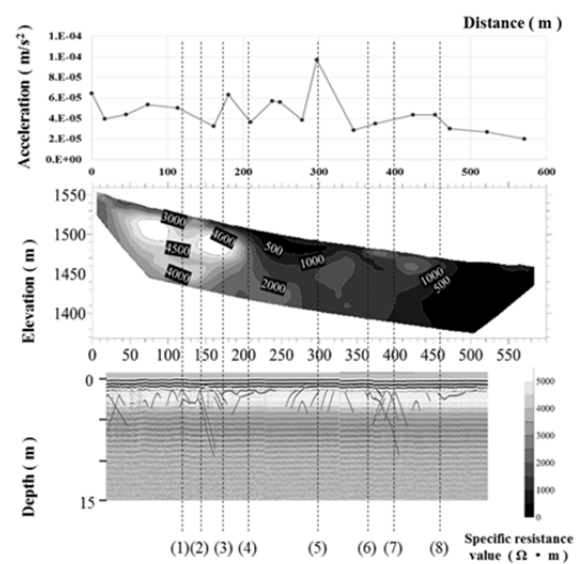 Distance ( m )
Acceleration ( m/s² )
1.E-04
8.E-05
6.E-05
4.E-05
2.E-05
0.E+00
0 100 200 300 400 500 600
Elevation ( m )
1550
1500
1450
1400
3000
4500
4000
4000
500
1000
2000
1000
500
0 50 100 150 200 250 300 350 400 450 500 550
Depth ( m )
0
15
5000
4000
3000
2000
1000
0
(1) (2) (3) (4) (5) (6) (7) (8)
Specific resistance
value ( Ω・m )